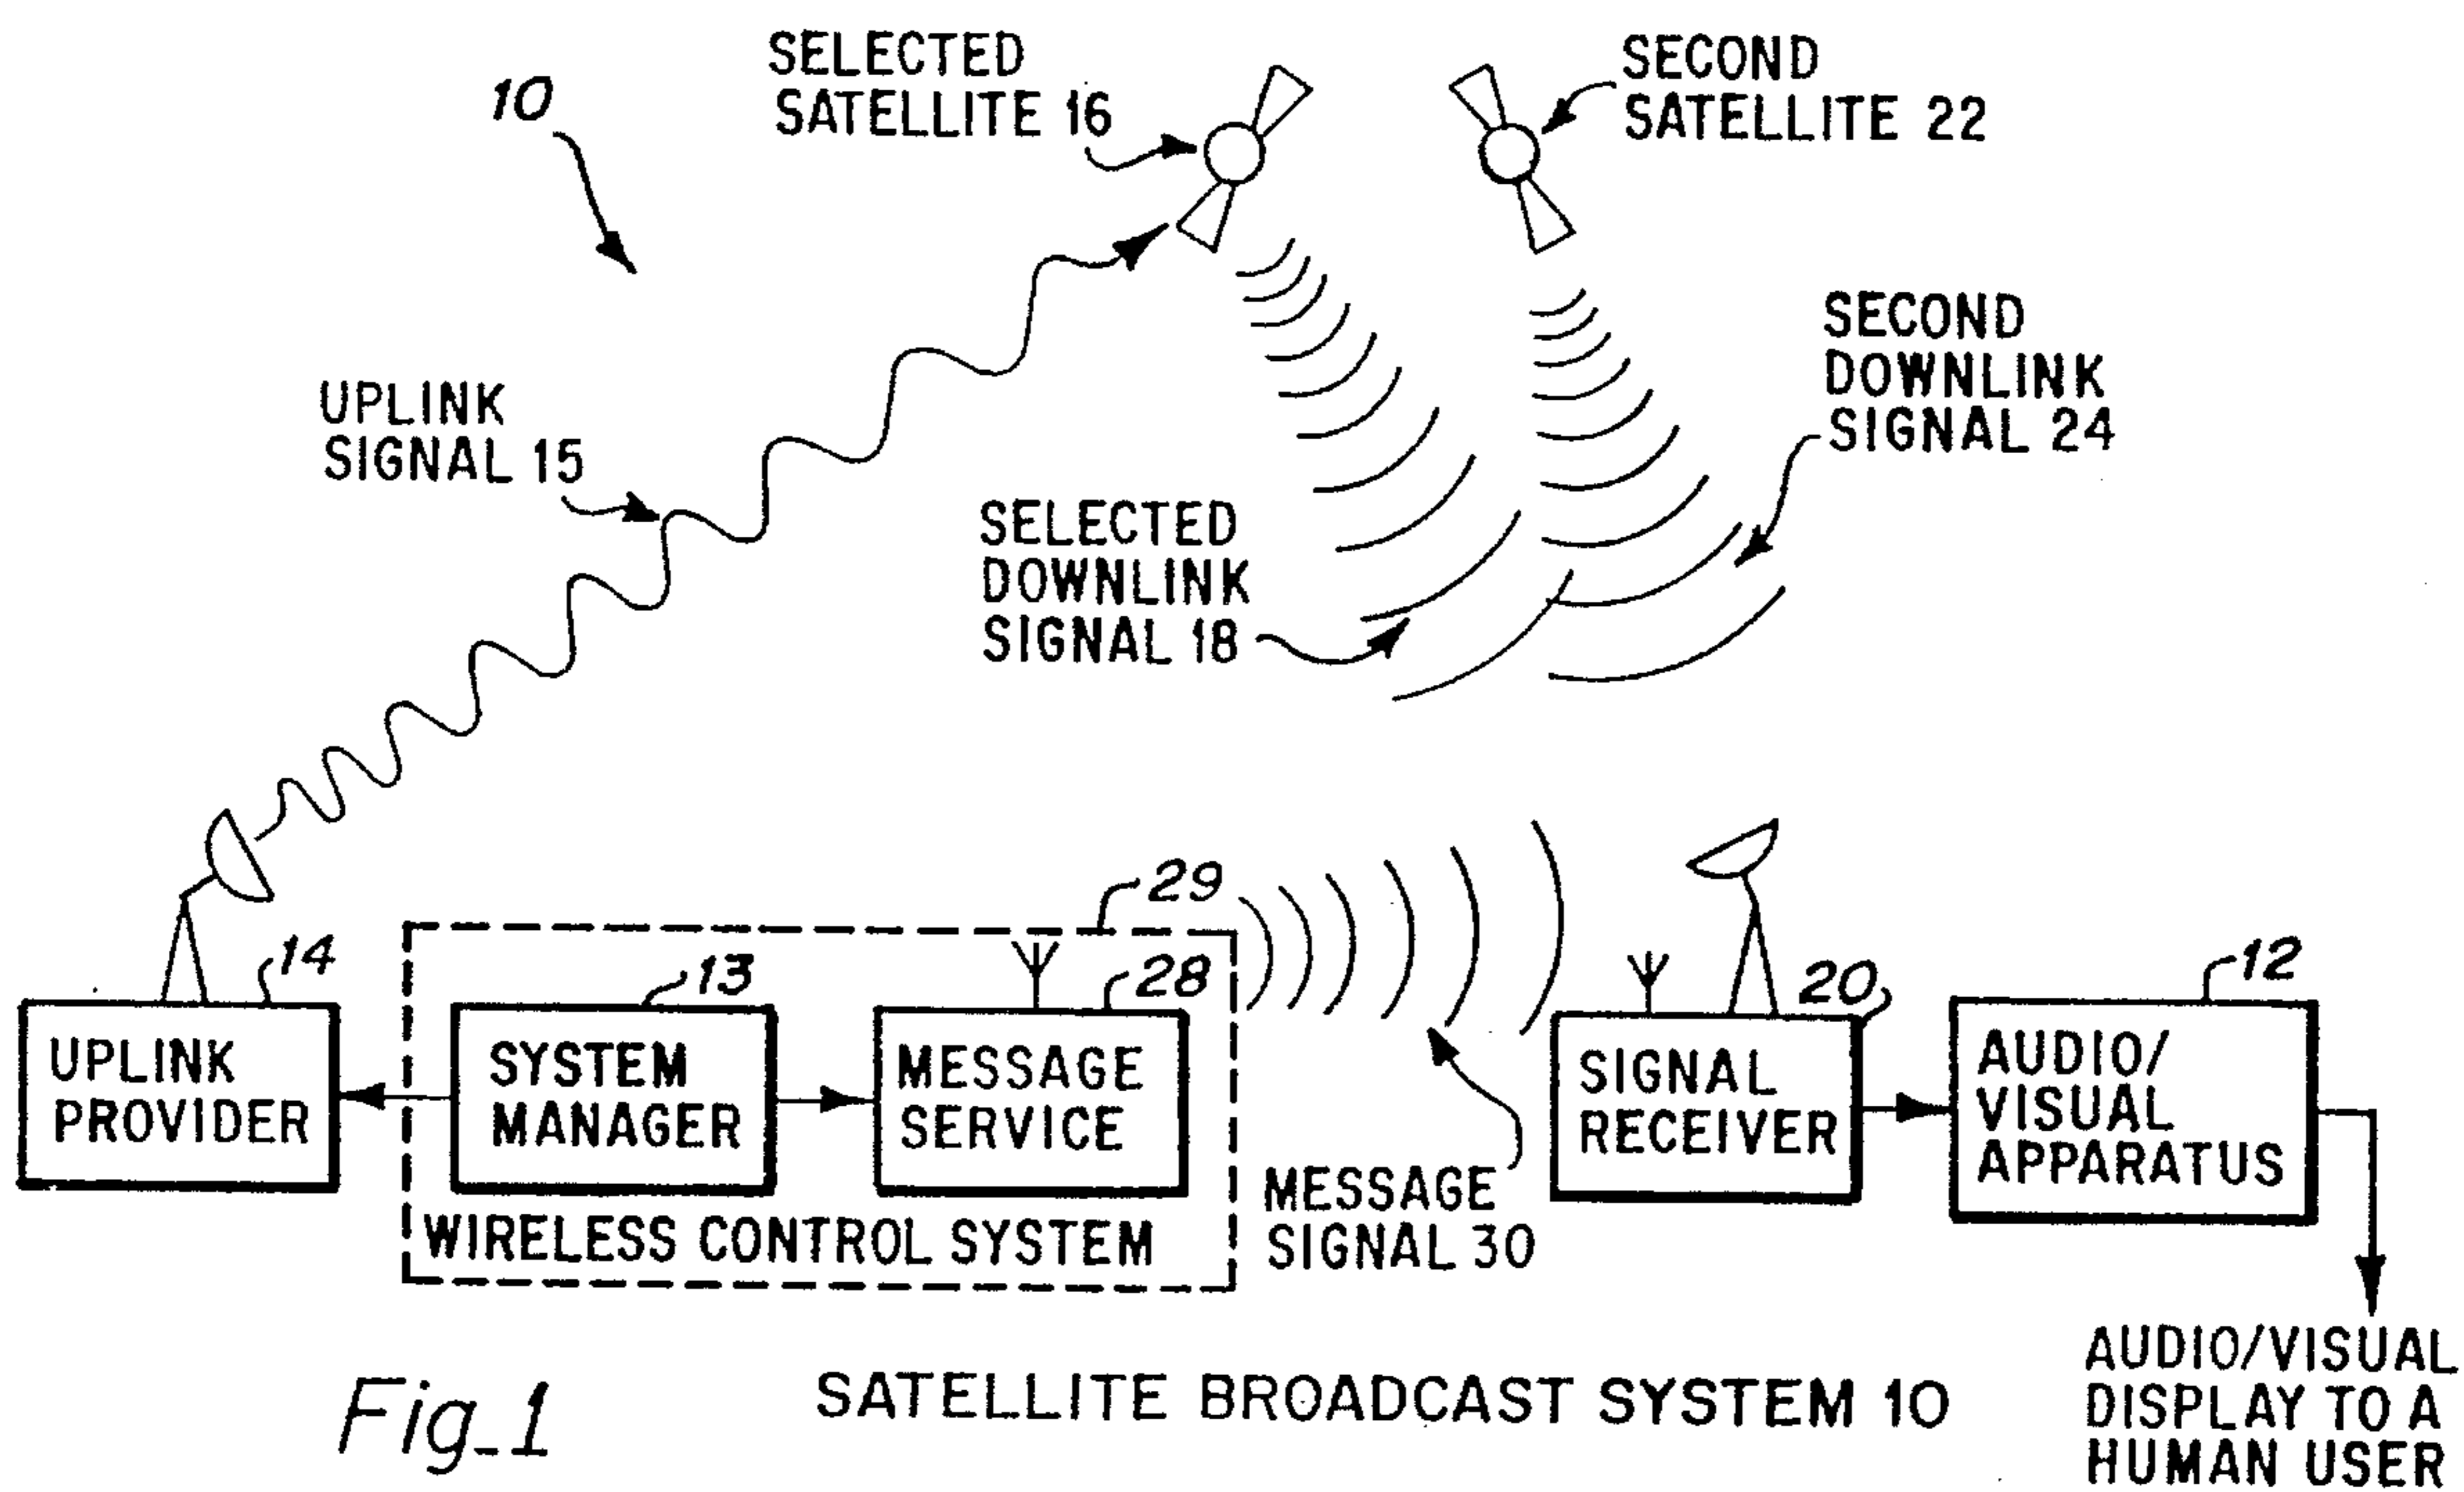 10
SELECTED
SATELLITE 16
SECOND
SATELLITE 22
UPLINK
SIGNAL 15
SECOND
DOWNLINK
SIGNAL 24
SELECTED
DOWNLINK
SIGNAL 18
14
UPLINK
PROVIDER
29
13
SYSTEM
MANAGER
28
MESSAGE
SERVICE
WIRELESS CONTROL SYSTEM
MESSAGE
SIGNAL 30
20
SIGNAL
RECEIVER
12
AUDIO/
VISUAL
APPARATUS
AUDIO/VISUAL
DISPLAY TO A
HUMAN USER
Fig_1
SATELLITE BROADCAST SYSTEM 10